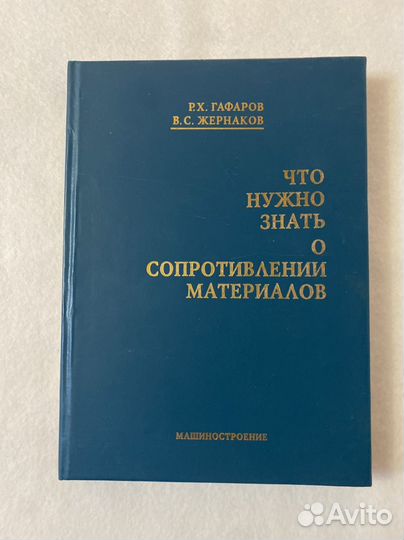 Р.Х. ГАФАРОВ
В.С. ЖЕРНАКОВ
ЧТО
НУЖНО
ЗНАТЬ
О
СОПРОТИВЛЕНИИ
МАТЕРИАЛОВ
МАШИНОСТРОЕНИЕ
Avito